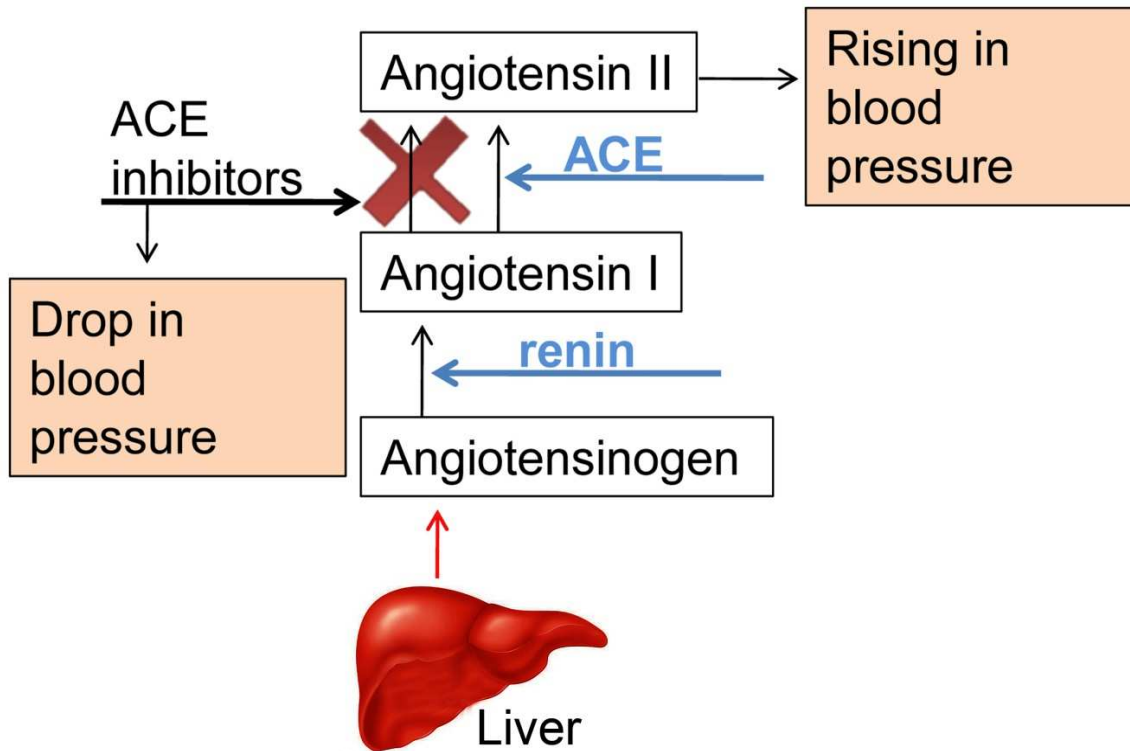 Angiotensin II
Rising in
blood
pressure
ACE
inhibitors
ACE
Angiotensin I
Drop in
blood
pressure
renin
Angiotensinogen
Liver